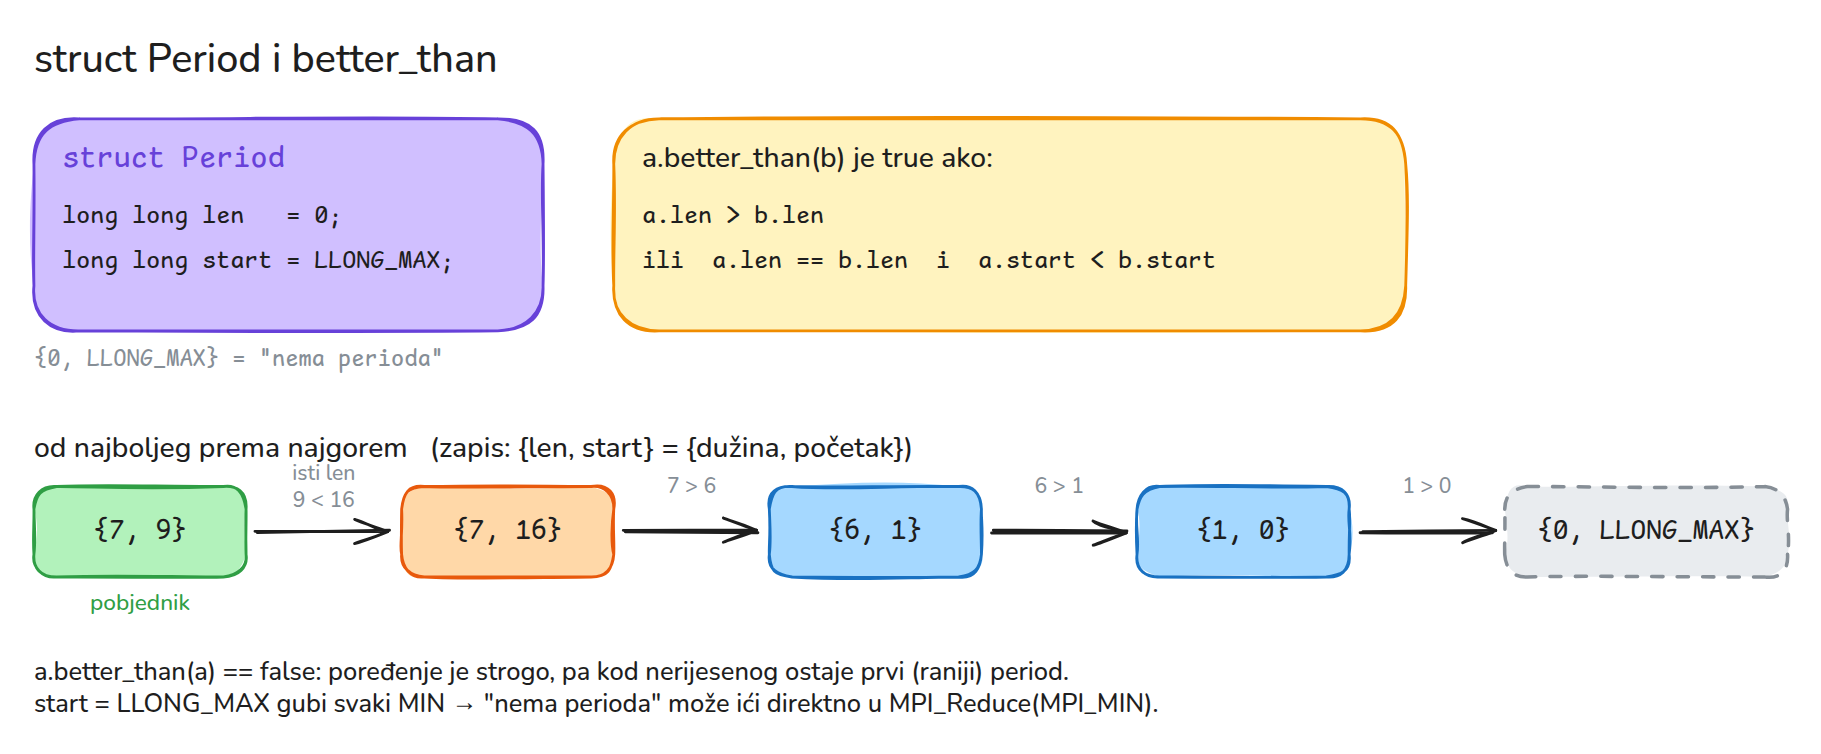 struct Period i better_than
struct Period
long long len   = 0;
long long start = LLONG_MAX;
{0, LLONG_MAX} = "nema perioda"
a.better_than(b) je true ako:
a.len > b.len
ili  a.len == b.len  i  a.start < b.start
od najboljeg prema najgorem   (zapis: {len, start} = {dužina, početak})
isti len
9 < 16
7 > 6
6 > 1
1 > 0
{7, 9}
{7, 16}
{6, 1}
{1, 0}
{0, LLONG_MAX}
pobjednik
a.better_than(a) == false: poređenje je strogo, pa kod nerijesenog ostaje prvi (raniji) period.
start = LLONG_MAX gubi svaki MIN → "nema perioda" može ići direktno u MPI_Reduce(MPI_MIN).